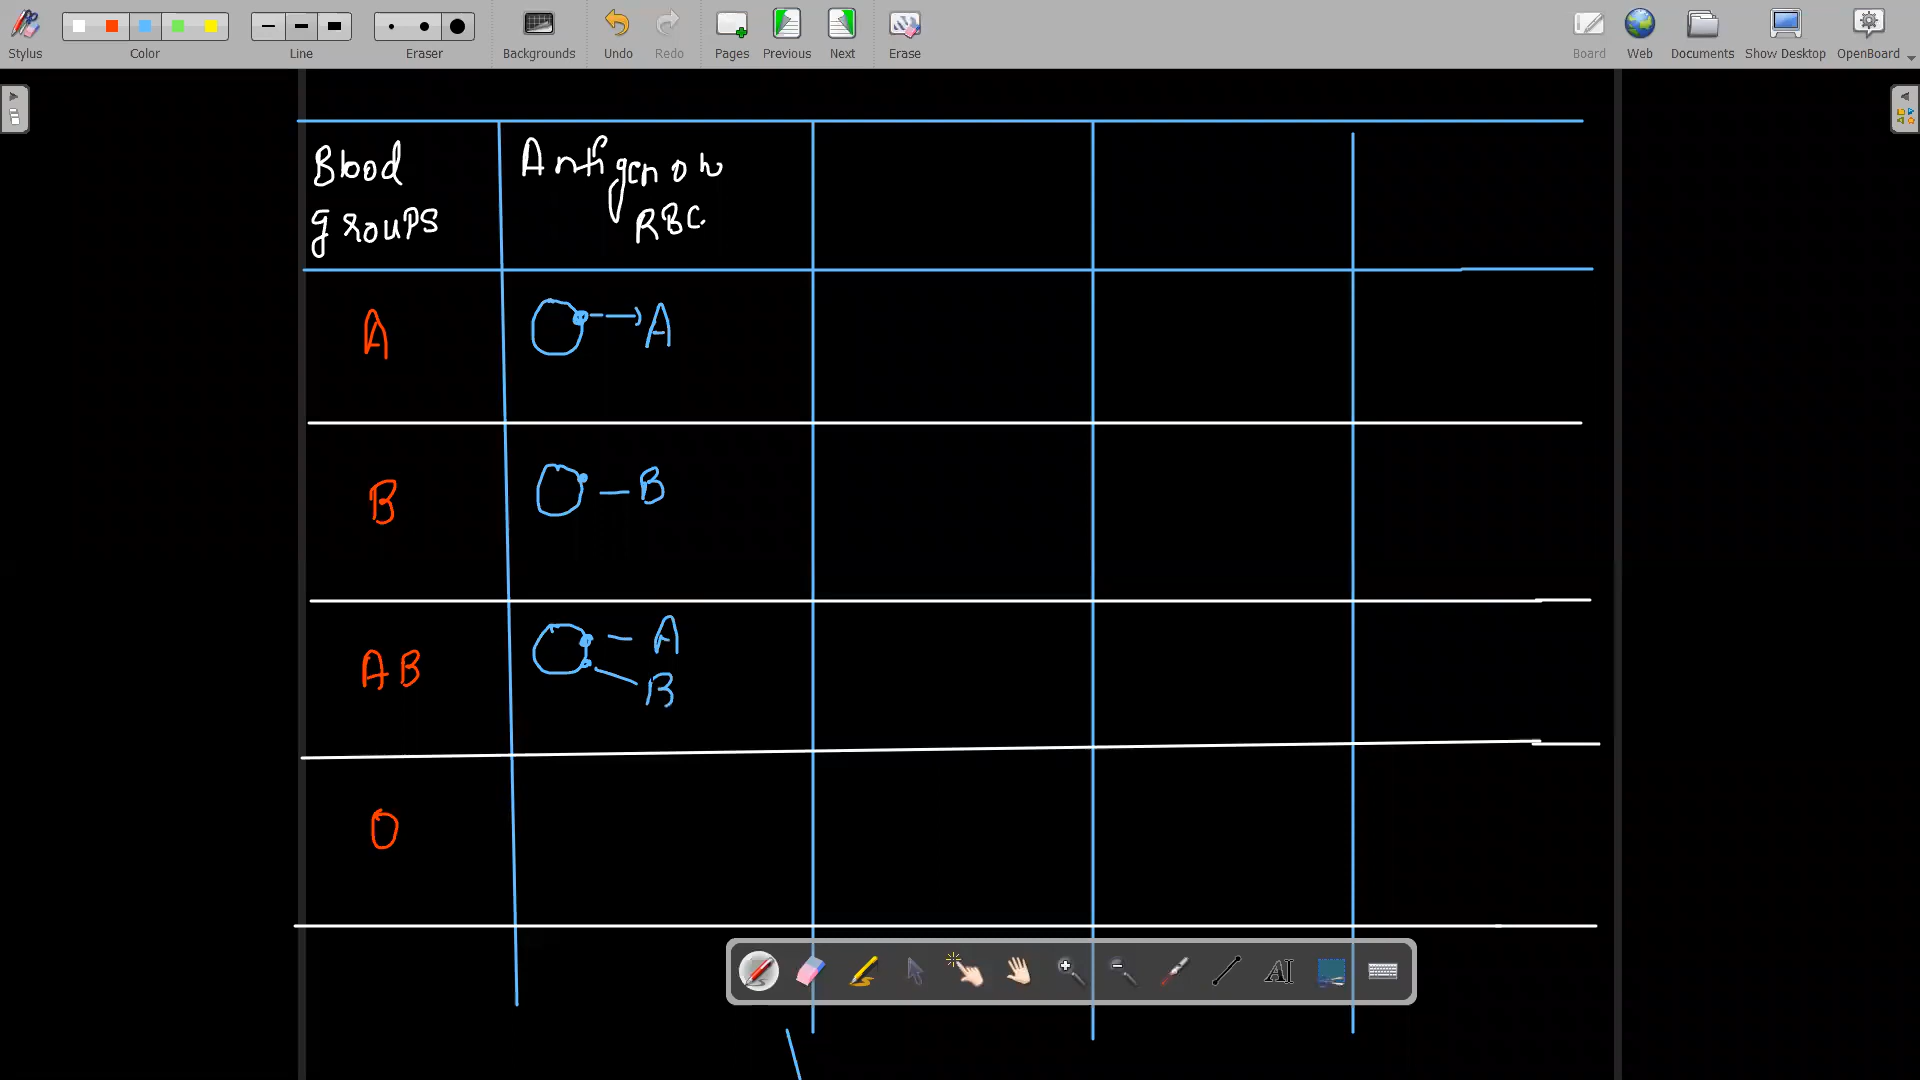 Stylus Color Line Eraser Backgrounds Undo Redo Pages Previous Next Erase Board Web Documents Show Desktop OpenBoard
Blood
groups
Antigen on
RBC
A
A
B
B
AB
A
B
O
AI